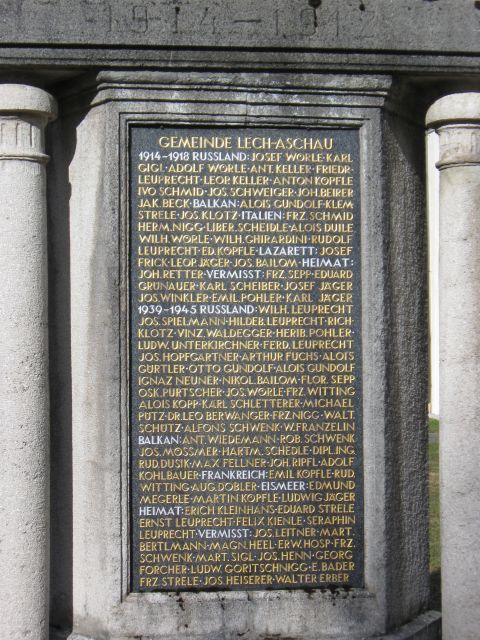 1914-1918
GEMEINDE LECH-ASCHAU
1914-1918 RUSSLAND: JOSEF WÖRLE·KARL
GIGL·ADOLF WÖRLE·ANT.KELLER·FRIEDR·
LEUPRECHT·LEOP.KELLER·ANTON KÖPFLE
IVO SCHMID·JOS.SCHWEIGER·JOH.BEIRER
JAK.BECK·BALKAN:ALOIS GUNDOLF·KLEM
STRELE·JOS.KLOTZ·ITALIEN:FRZ.SCHMID
HERM.NIGG·LIBER.SCHEIDLE·ALOIS DUILE
WILH.WÖRLE·WILH.GHIRARDINI·RUDOLF
LEUPRECHT·ED.KÖPFLE·LAZARETT: JOSEF
FRICK·LEOP.JÄGER·JOS.BAILOM·HEIMAT:
JOH.RETTER·VERMISST:FRZ.SEPP·EDUARD
GRÜNAUER·KARL SCHEIBER·JOSEF JÄGER
JOS.WINKLER·EMIL.POHLER·KARL JÄGER
1939-1945 RUSSLAND:WILH.LEUPRECHT
JOS.SPIELMANN·HILDEB.LEUPRECHT·RICH·
KLOTZ·VINZ.WALDEGGER·HERIB.POHLER·
LUDW.UNTERKIRCHNER·FERD.LEUPRECHT
JOS.HOPFGARTNER·ARTHUR FUCHS·ALOIS
GÜRTLER·OTTO GUNDOLF·ALOIS GUNDOLF
IGNAZ NEUNER·NIKOL.BAILOM·FLOR.SEPP
OSK.PURTSCHER·JOS.WÖRLE·FRZ.WITTING
ALOIS KOPP·KARL SCHLETTERER·MICHAEL
PÜTZ·DR.LEO BERWANGER·FRZ.NIGG·WALT.
SCHÜTZ·ALFONS SCHWENK·W.FRANZELIN
BALKAN:ANT.WIEDEMANN·ROB.SCHWENK
JOS.MOSSMER·HARTM.SCHEDLE·DIPL.ING.
RUD.DUSIK·MAX FELLNER·JOH.RIPFL·ADOLF
KOHLBAUER·FRANKREICH:EMIL KÖPFLE·RUD
WITTING·AUG.DOBLER·EISMEER:EDMUND
MEGERLE·MARTIN KÖPFLE·LUDWIG JÄGER
HEIMAT:ERICH KLEINHANS·EDUARD STRELE
ERNST LEUPRECHT·FELIX KIENLE·SERAPHIN
LEUPRECHT·VERMISST:JOS.LEITNER·MART.
BERTLMANN·MAGN.HEEL·ERW.HOSP·FRZ.
SCHWENK·MART.SIGL·JOS.HENN·GEORG
FORCHER·LUDW.GORITSCHNIGG·E.BADER
FRZ.STRELE·JOS.HEISERER·WALTER ERBER